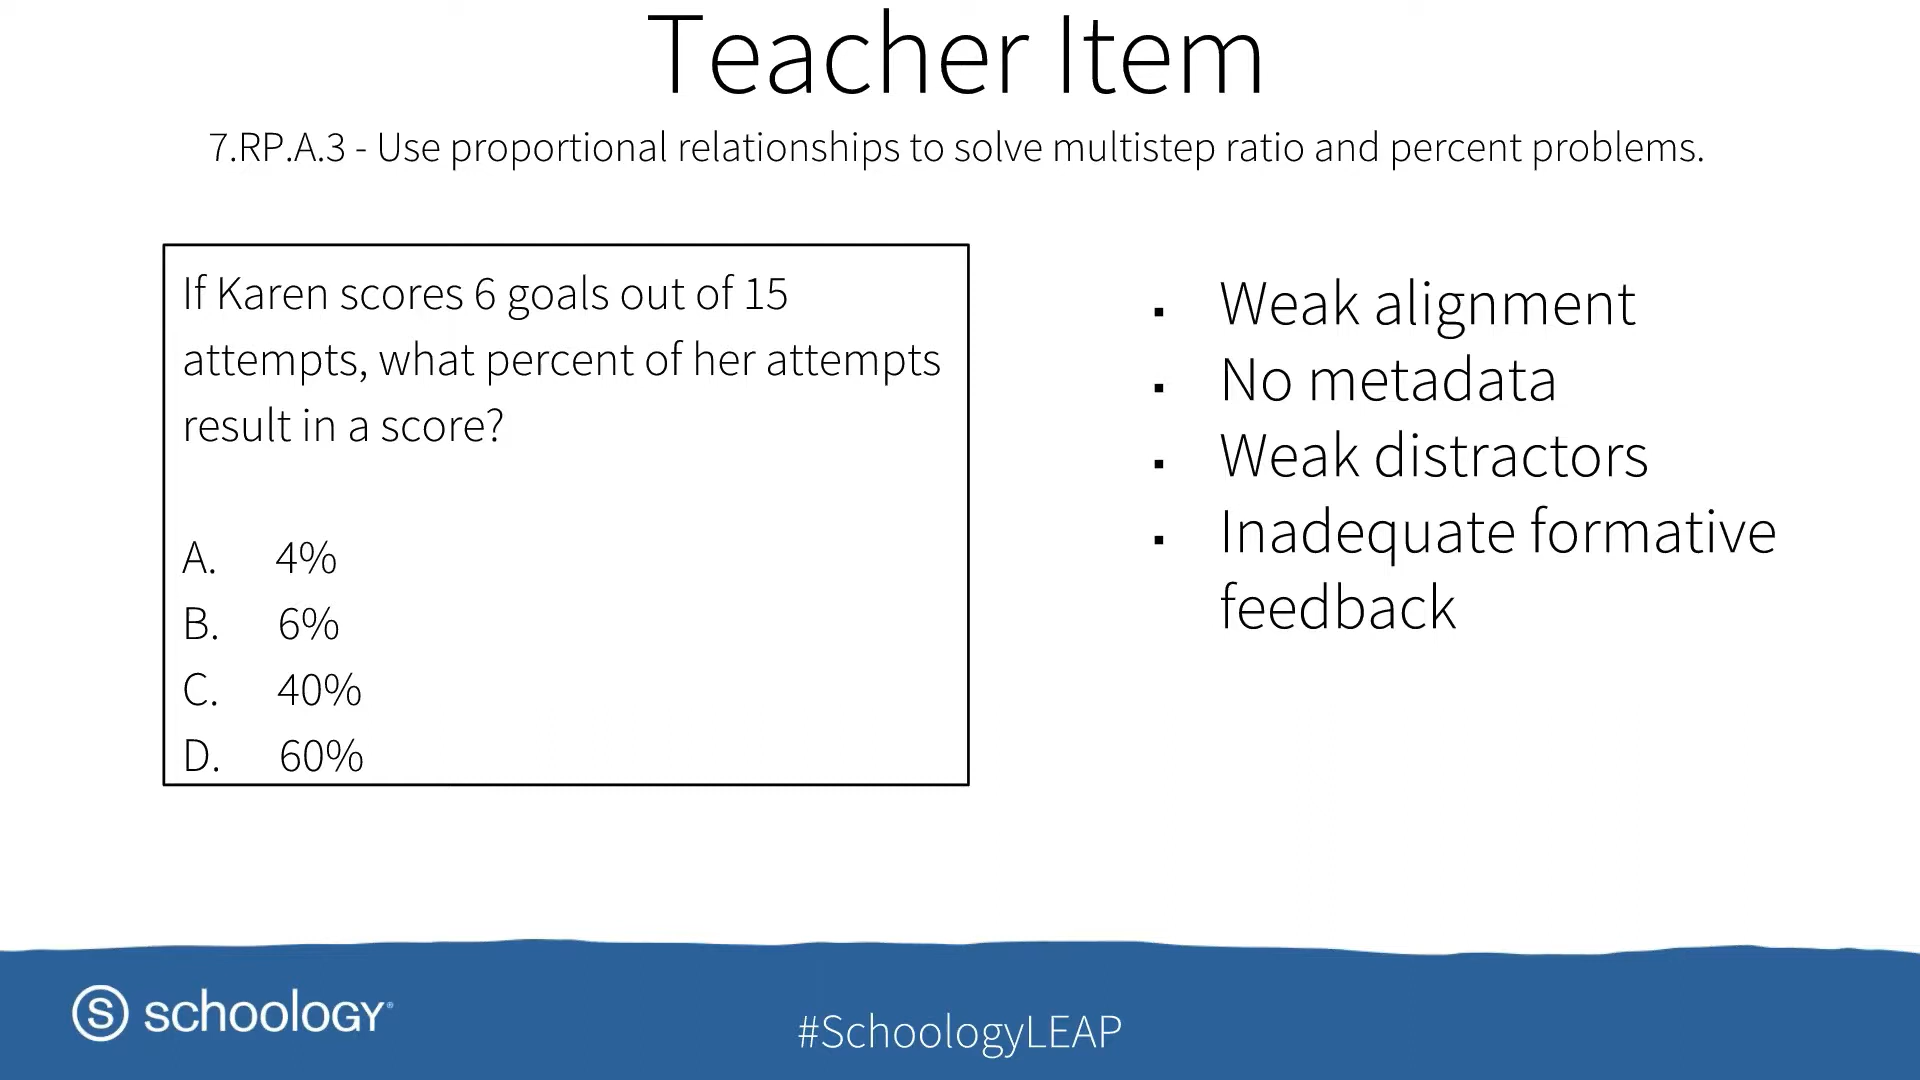 Teacher Item
7.RP.A.3 - Use proportional relationships to solve multistep ratio and percent problems.
If Karen scores 6 goals out of 15
attempts, what percent of her attempts
result in a score?
A. 4%
B. 6%
C. 40%
D. 60%
▪ Weak alignment
▪ No metadata
▪ Weak distractors
▪ Inadequate formative
feedback
S schoology®
#SchoologyLEAP